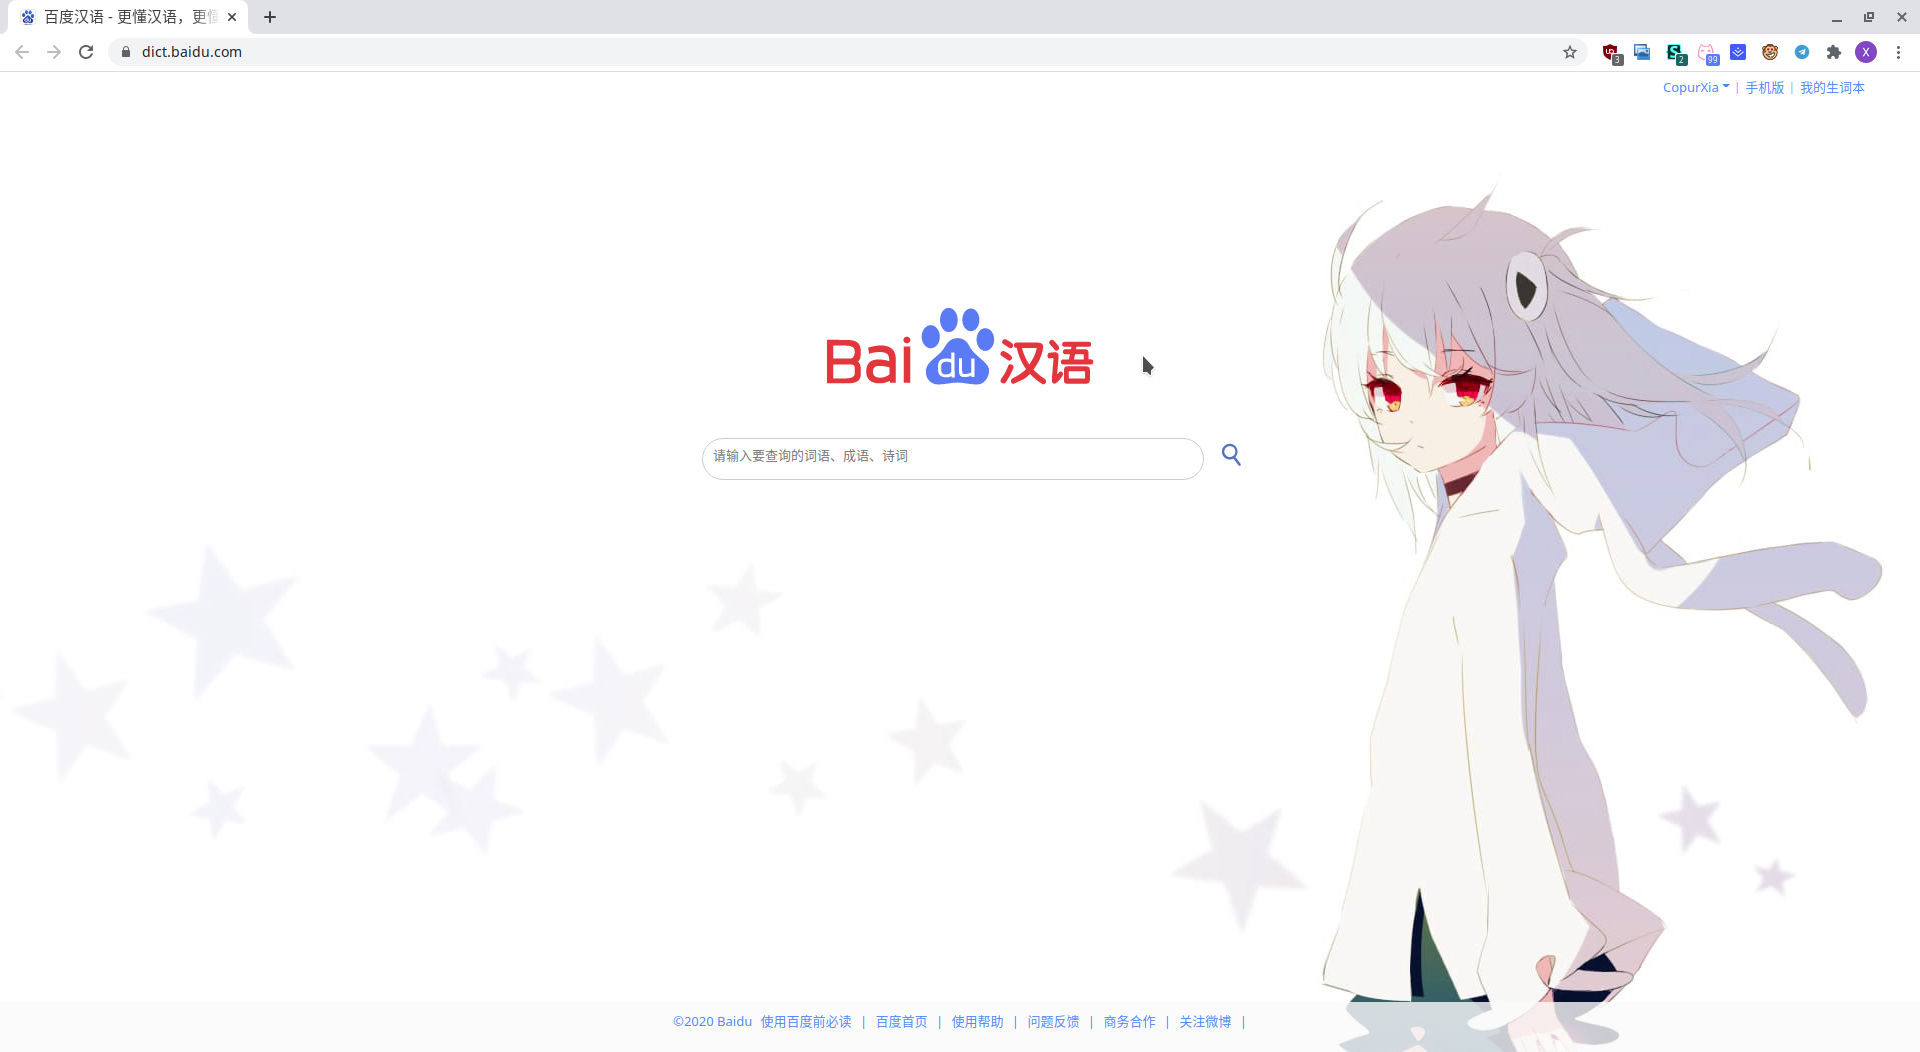 百度汉语 - 更懂汉语，更
dict.baidu.com
3
2
99
X
CopurXia | 手机版 | 我的生词本
Bai du 汉语
请输入要查询的词语、成语、诗词
©2020 Baidu 使用百度前必读 | 百度首页 | 使用帮助 | 问题反馈 | 商务合作 | 关注微博 |